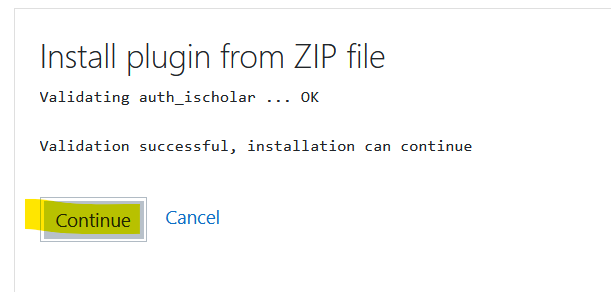 Install plugin from ZIP file
Validating auth_ischolar ... OK
Validation successful, installation can continue
Continue Cancel